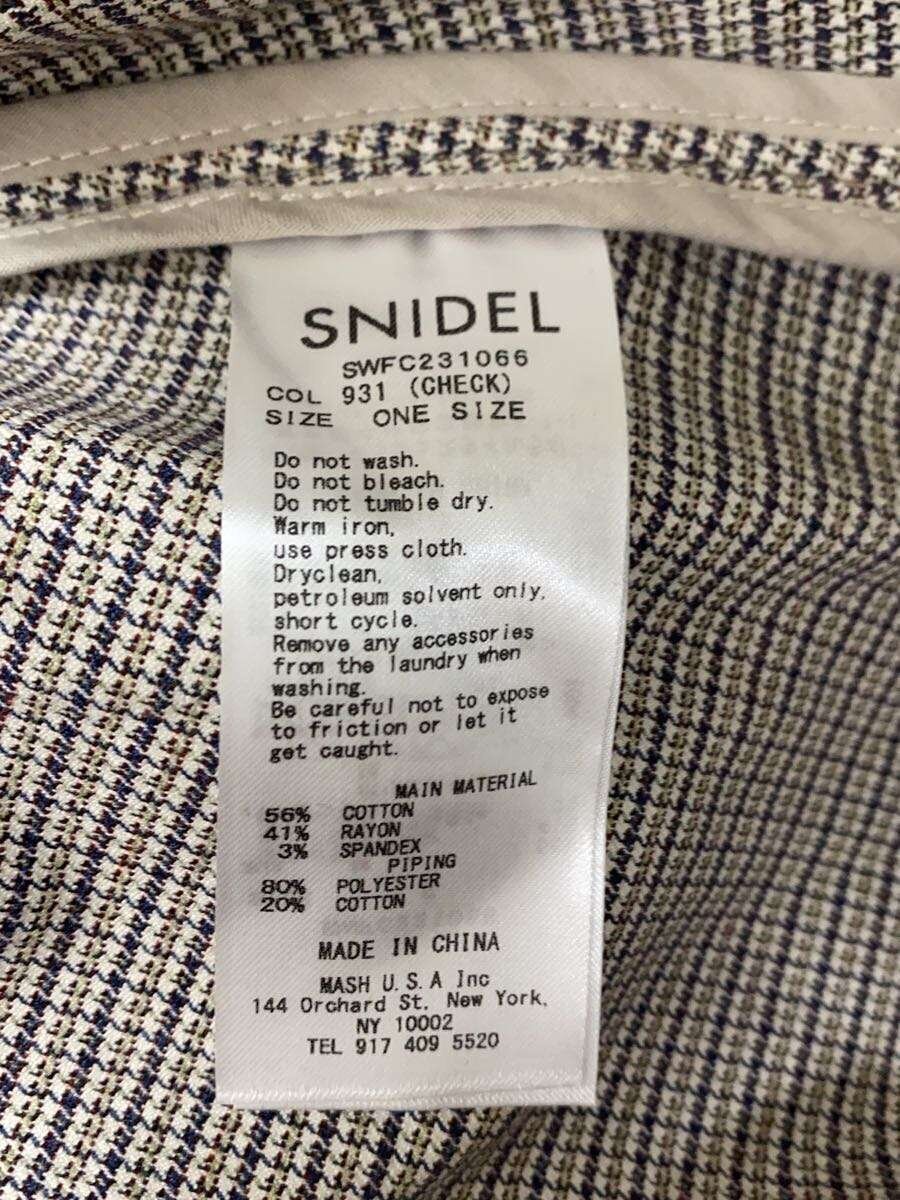 SNIDEL
SWFC231066
COL 931 (CHECK)
SIZE ONE SIZE
Do not wash.
Do not bleach.
Do not tumble dry.
Warm iron,
use press cloth.
Dryclean,
petroleum solvent only,
short cycle.
Remove any accessories
from the laundry when
washing.
Be careful not to expose
to friction or let it
get caught.
MAIN MATERIAL
56% COTTON
41% RAYON
3% SPANDEX
PIPING
80% POLYESTER
20% COTTON
MADE IN CHINA
MASH U.S.A Inc
144 Orchard St. New York,
NY 10002
TEL 917 409 5520